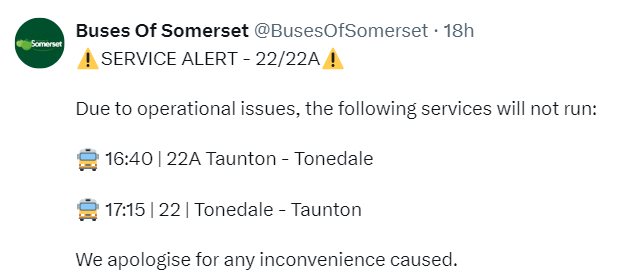 Buses Of Somerset @BusesOfSomerset · 18h
Somerset
⚠️SERVICE ALERT - 22/22A⚠️
Due to operational issues, the following services will not run:
🚍 16:40 | 22A Taunton - Tonedale
🚍 17:15 | 22 | Tonedale - Taunton
We apologise for any inconvenience caused.